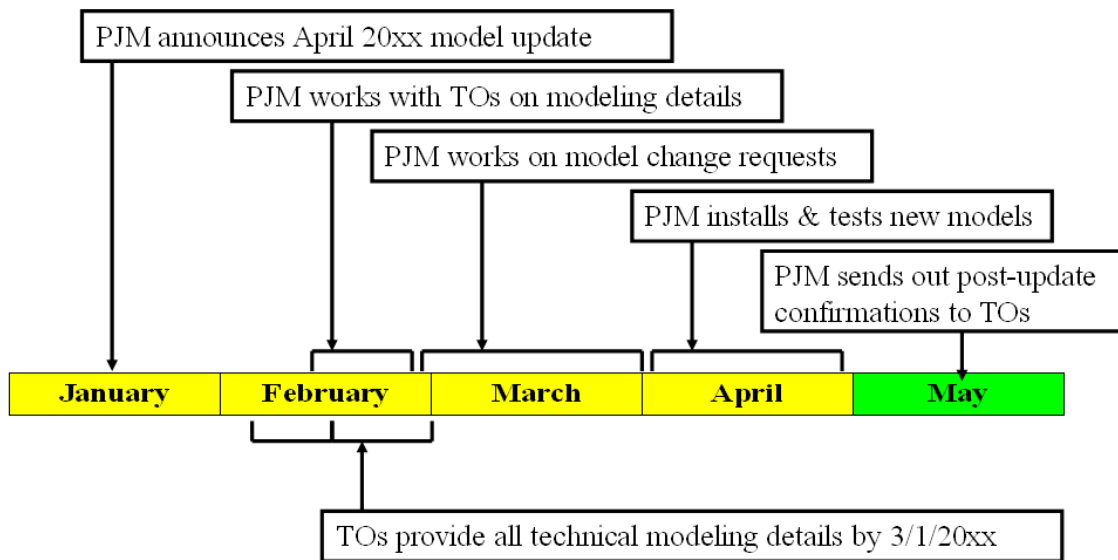 PJM announces April 20xx model update
PJM works with TOs on modeling details
PJM works on model change requests
PJM installs & tests new models
PJM sends out post-update
confirmations to TOs
January February March April May
TOs provide all technical modeling details by 3/1/20xx